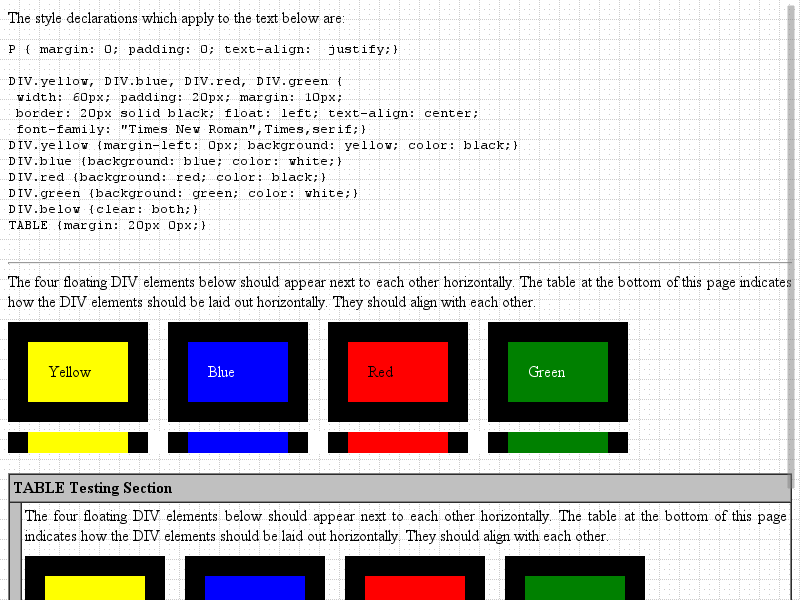 The style declarations which apply to the text below are:
P { margin: 0; padding: 0; text-align:  justify;}
DIV.yellow, DIV.blue, DIV.red, DIV.green {
 width: 60px; padding: 20px; margin: 10px;
 border: 20px solid black; float: left; text-align: center;
 font-family: "Times New Roman",Times,serif;}
DIV.yellow {margin-left: 0px; background: yellow; color: black;}
DIV.blue {background: blue; color: white;}
DIV.red {background: red; color: black;}
DIV.green {background: green; color: white;}
DIV.below {clear: both;}
TABLE {margin: 20px 0px;}
The four floating DIV elements below should appear next to each other horizontally. The table at the bottom of this page indicates
how the DIV elements should be laid out horizontally. They should align with each other.
Yellow Blue Red Green
TABLE Testing Section
The four floating DIV elements below should appear next to each other horizontally. The table at the bottom of this page
indicates how the DIV elements should be laid out horizontally. They should align with each other.